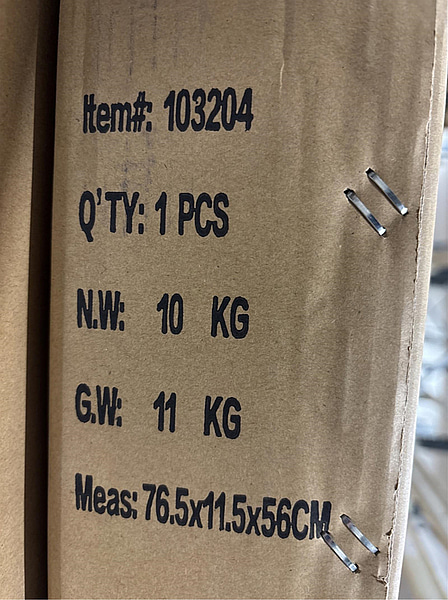 Item#: 103204
Q'TY: 1 PCS
N.W: 10 KG
G.W: 11 KG
Meas: 76.5x11.5x56CM